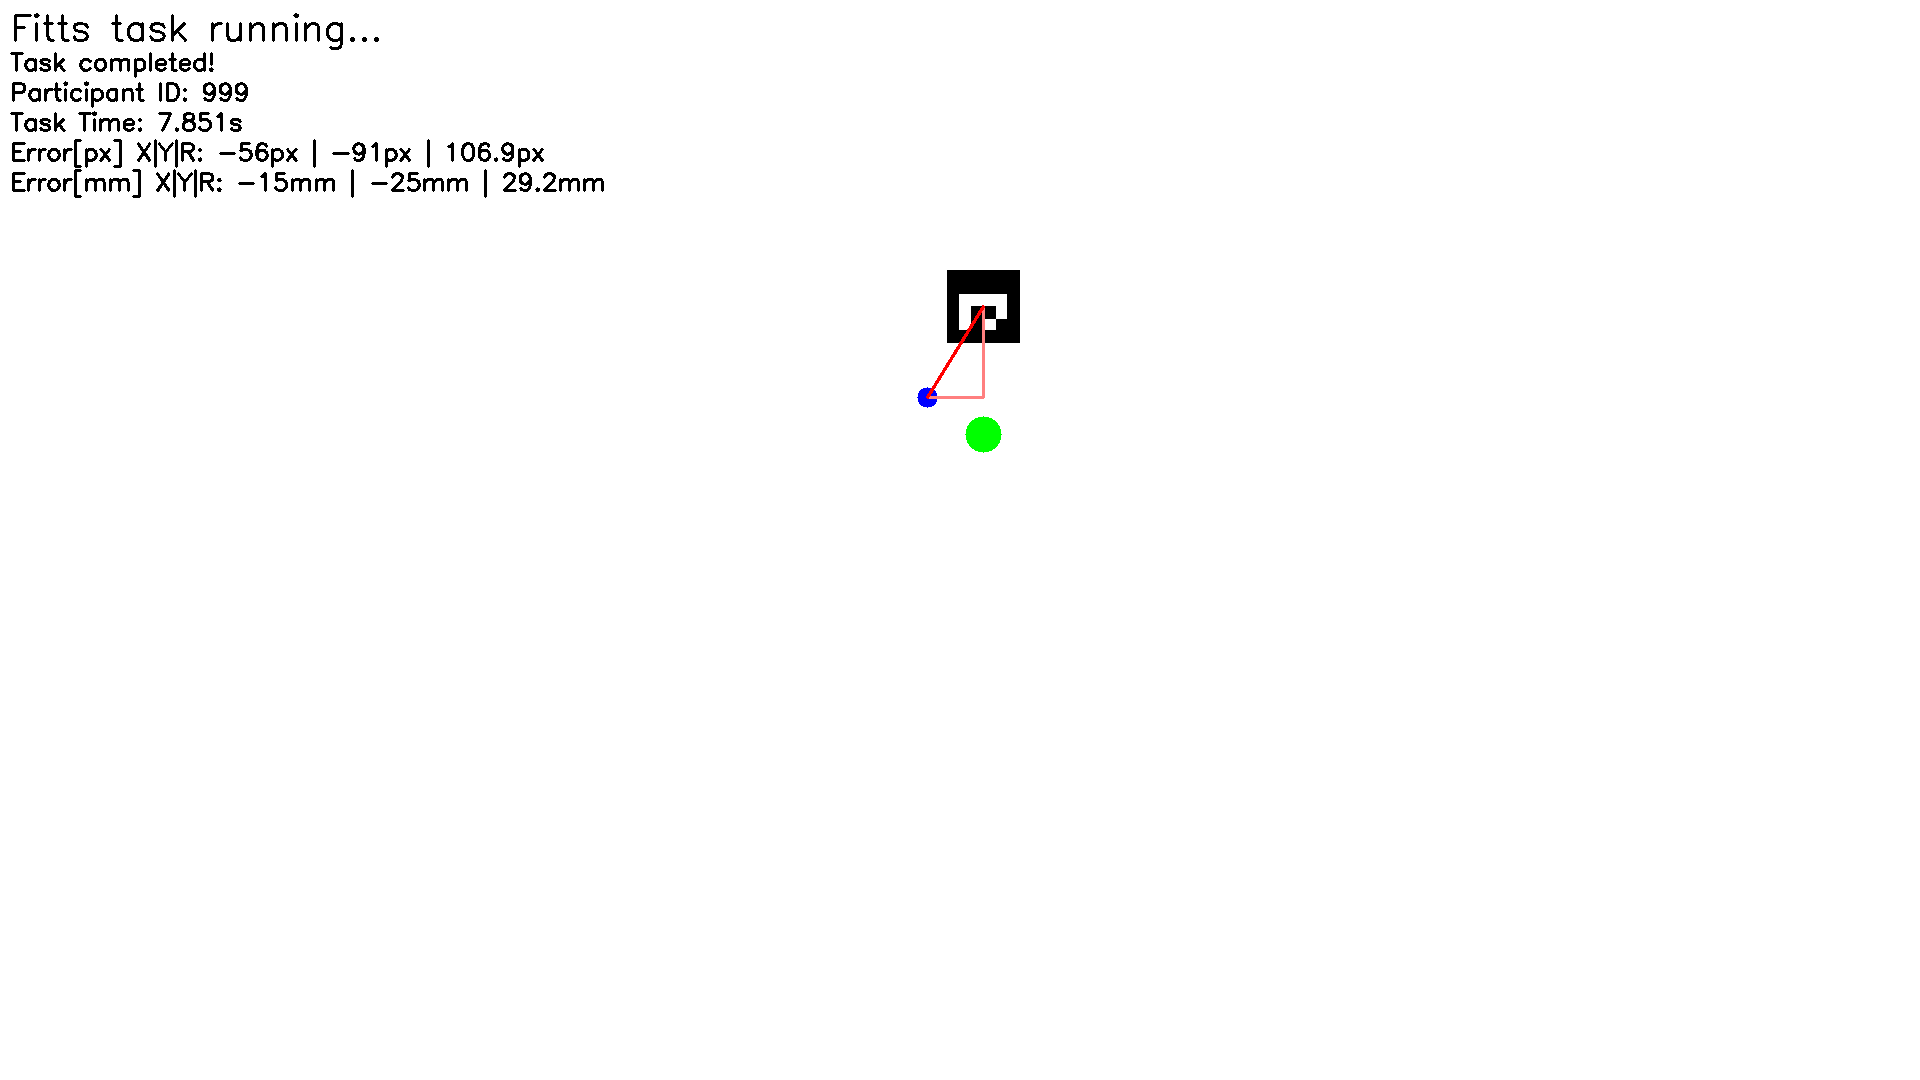 Fitts task running...
Task completed!
Participant ID: 999
Task Time: 7.851s
Error[px] X|Y|R: -56px | -91px | 106.9px
Error[mm] X|Y|R: -15mm | -25mm | 29.2mm